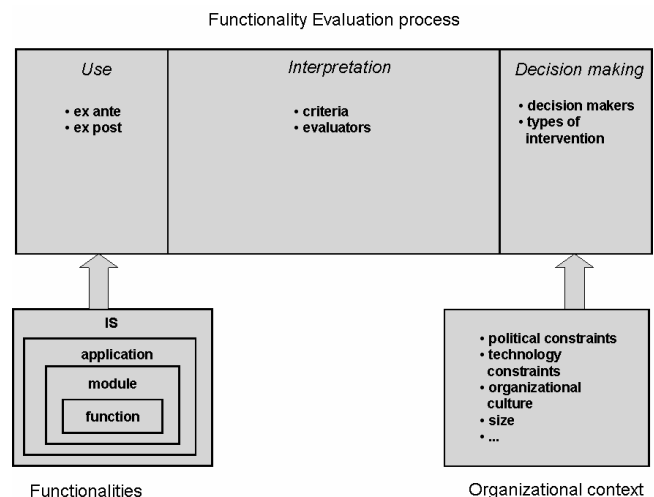 Functionality Evaluation process
Use
• ex ante
• ex post
Interpretation
• criteria
• evaluators
Decision making
• decision makers
• types of
intervention
IS
application
module
function
• political constraints
• technology
constraints
• organizational
culture
• size
• ...
Functionalities
Organizational context